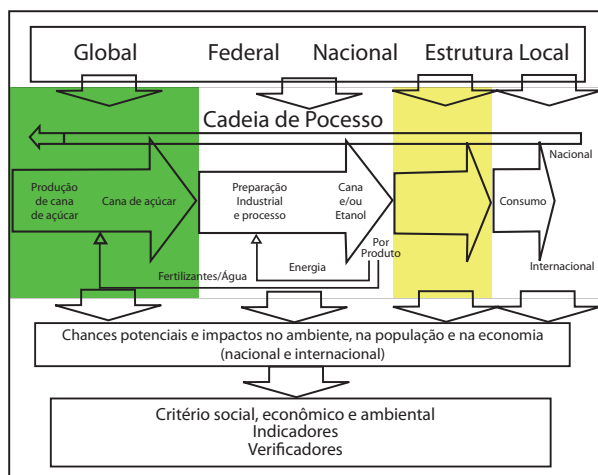 Global Federal Nacional Estrutura Local
Cadeia de Pocesso
Nacional
Produção
de cana
de açúcar
Cana de açúcar
Preparação
Industrial
e processo
Cana
e/ou
Etanol
Consumo
Por
Produto
Energia
Fertilizantes/Água
Internacional
Chances potenciais e impactos no ambiente, na população e na economia
(nacional e internacional)
Critério social, econômico e ambiental
Indicadores
Verificadores